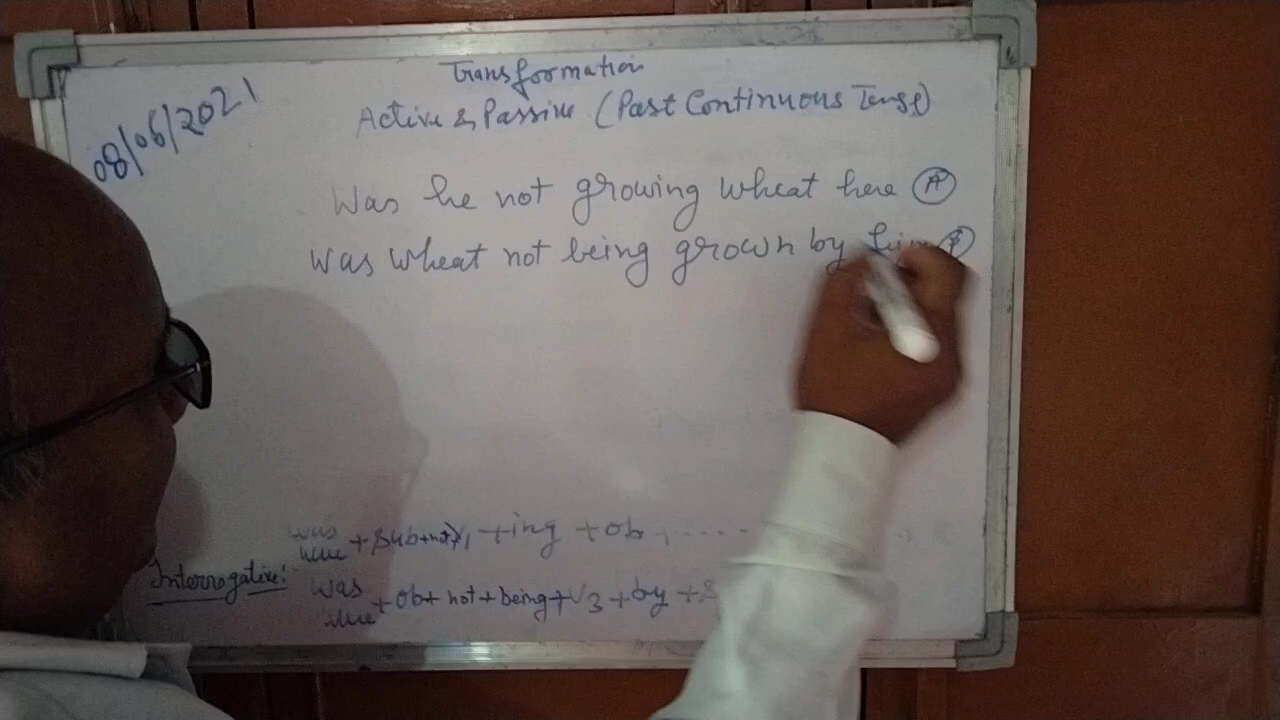 Transformation
08/06/2021
Active & Passive (Past Continuous Tense)
Was he not growing wheat here (A)
Was wheat not being grown by him (P)
was were + Sub + not + V1 + ing + ob + .....
Interrogative:
was were + Ob + not + being + V3 + by + S